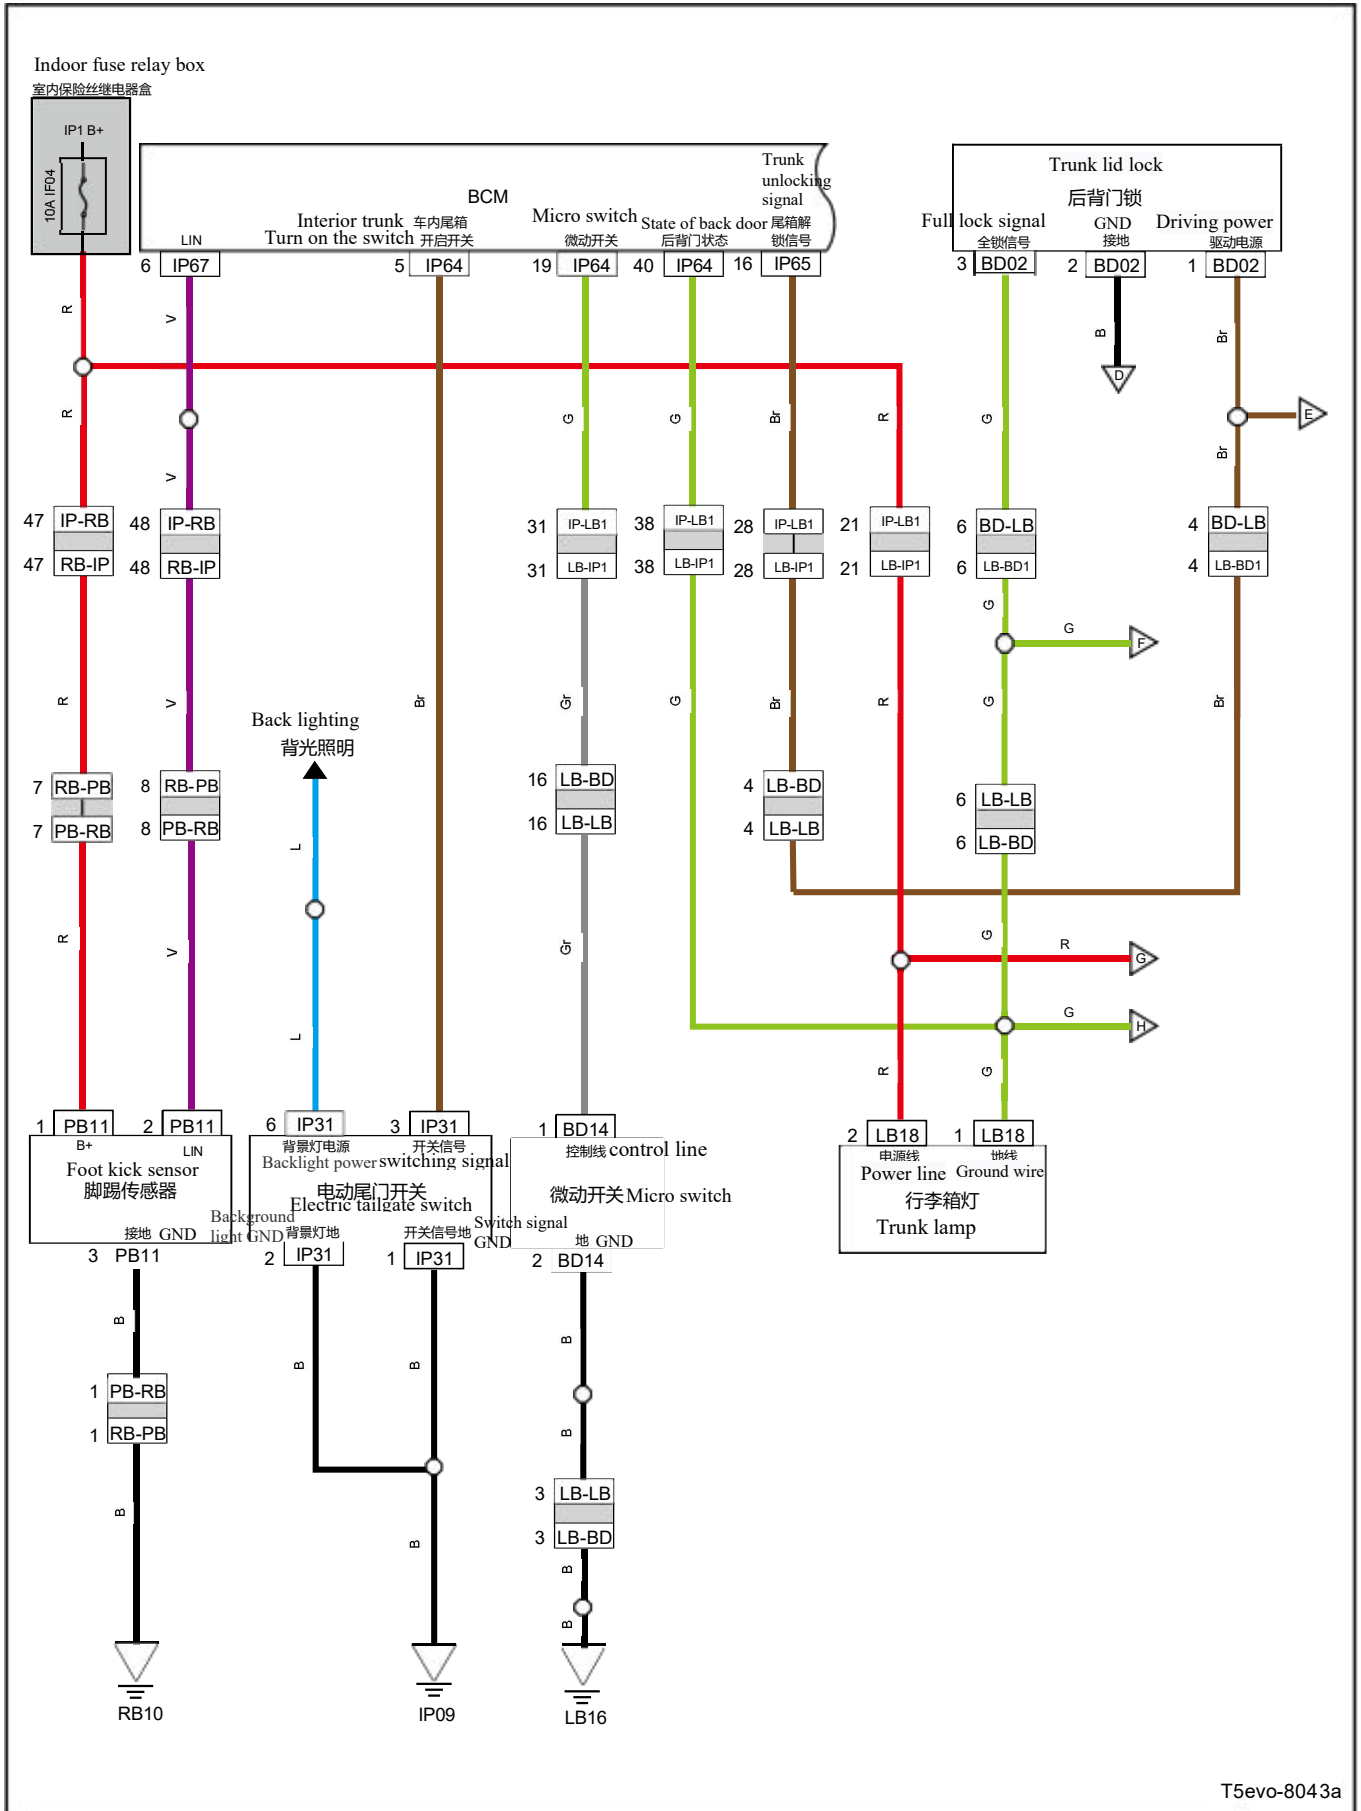 Indoor fuse relay box
室内保险丝继电器盒
IP1 B+
10A IF04
BCM
Trunk
unlocking
signal
Interior trunk 车内尾箱
Turn on the switch 开启开关
Micro switch
微动开关
State of back door
后背门状态
尾箱解
锁信号
LIN
Trunk lid lock
后背门锁
Full lock signal
全锁信号
GND
接地
Driving power
驱动电源
6 IP67
5 IP64
19 IP64
40 IP64
16 IP65
3 BD02
2 BD02
1 BD02
R
V
B
Br
D
R
G
G
Br
R
G
E
V
Br
47 IP-RB
47 RB-IP
48 IP-RB
48 RB-IP
31 IP-LB1
31 LB-IP1
38 IP-LB1
38 LB-IP1
28 IP-LB1
28 LB-IP1
21 IP-LB1
21 LB-IP1
6 BD-LB
6 LB-BD1
4 BD-LB
4 LB-BD1
G
G
F
R
V
Br
Gr
G
Br
R
G
Br
Back lighting
背光照明
7 RB-PB
7 PB-RB
8 RB-PB
8 PB-RB
16 LB-BD
16 LB-LB
4 LB-BD
4 LB-LB
6 LB-LB
6 LB-BD
L
R
V
Gr
G
R
G
G
H
L
R
G
1 PB11
2 PB11
6 IP31
3 IP31
1 BD14
2 LB18
1 LB18
B+
LIN
Foot kick sensor
脚踢传感器
接地 GND
3 PB11
背景灯电源
Backlight power
开关信号
switching signal
电动尾门开关
Electric tailgate switch
Background
light GND
背景灯地
开关信号地
Switch signal
GND
2 IP31
1 IP31
控制线 control line
微动开关 Micro switch
地 GND
2 BD14
电源线
Power line
地线
Ground wire
行李箱灯
Trunk lamp
B
B
B
B
1 PB-RB
1 RB-PB
B
3 LB-LB
3 LB-BD
B
B
B
B
RB10
IP09
LB16
T5evo-8043a